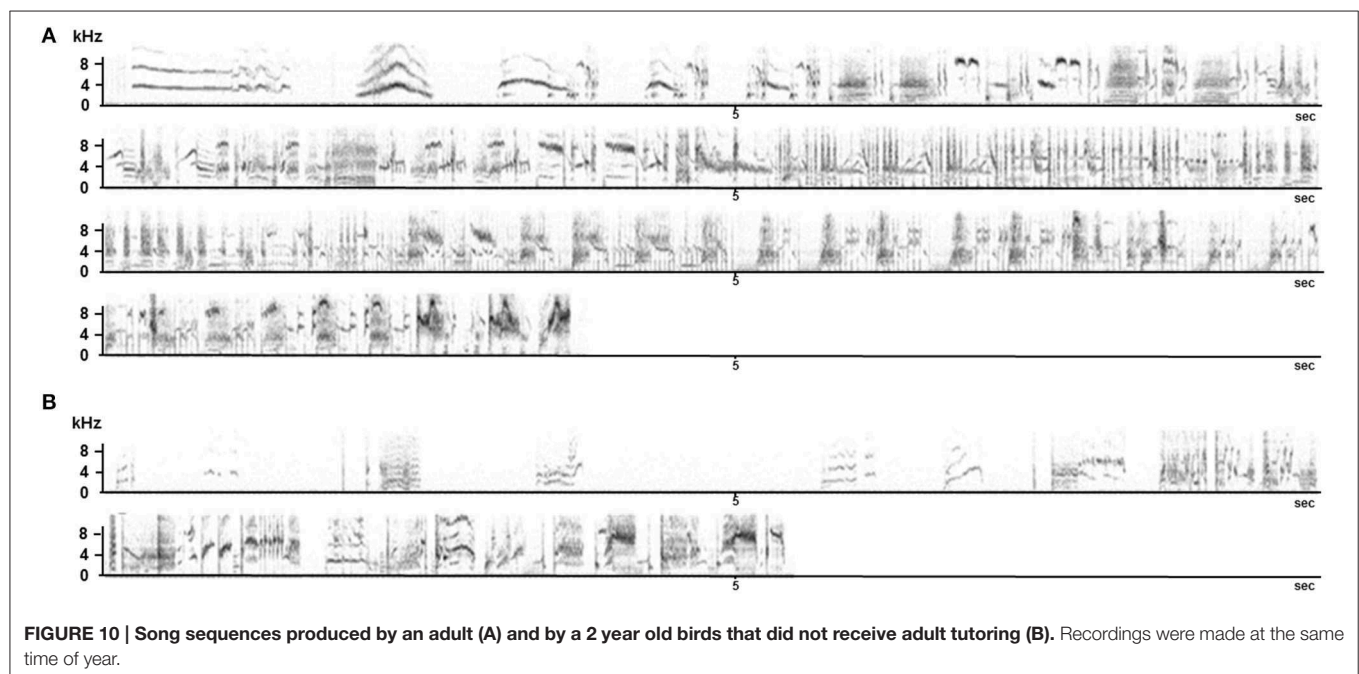 A kHz
8
4
0
5 sec
8
4
0
5 sec
8
4
0
5 sec
8
4
0
5 sec
B
kHz
8
4
0
5 sec
8
4
0
5 sec
FIGURE 10 | Song sequences produced by an adult (A) and by a 2 year old birds that did not receive adult tutoring (B). Recordings were made at the same
time of year.